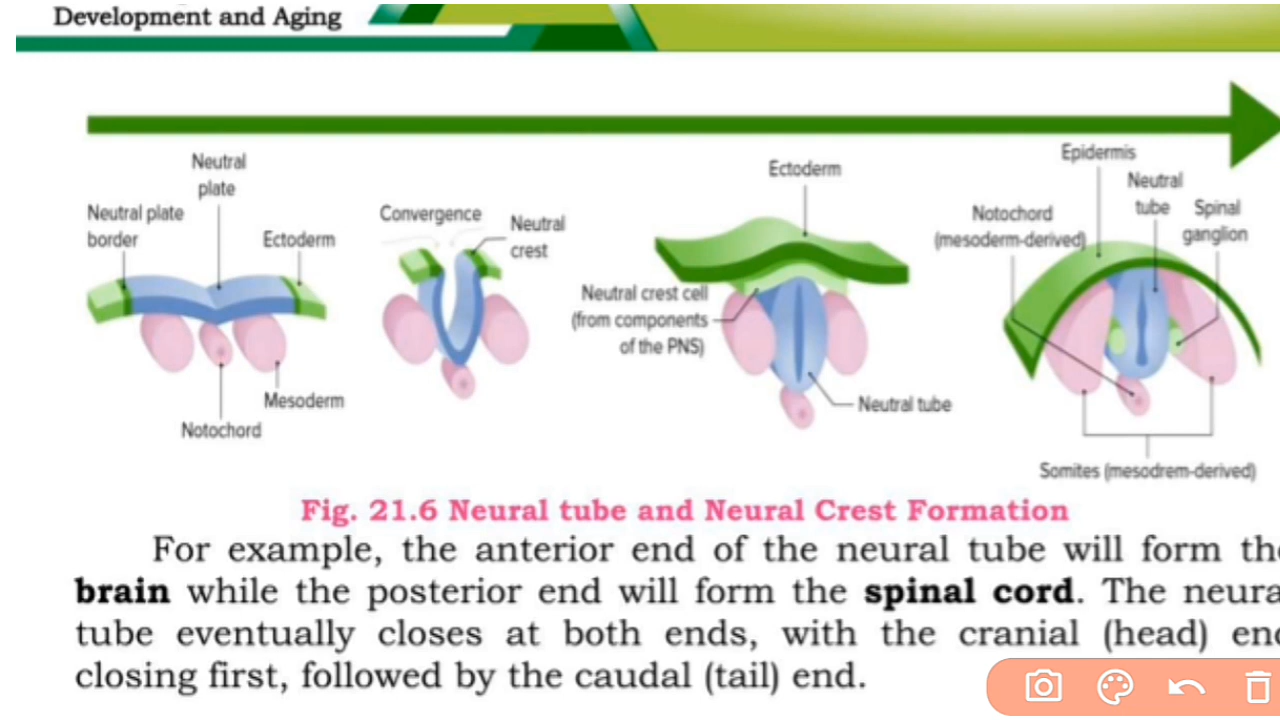 Development and Aging
Neutral
plate
Neutral plate
border
Ectoderm
Mesoderm
Notochord
Convergence
Neutral
crest
Ectoderm
Neutral crest cell
(from components
of the PNS)
Neutral tube
Epidermis
Neutral
tube
Spinal
ganglion
Notochord
(mesoderm-derived)
Somites (mesodrem-derived)
Fig. 21.6 Neural tube and Neural Crest Formation
For example, the anterior end of the neural tube will form the
brain while the posterior end will form the spinal cord. The neura
tube eventually closes at both ends, with the cranial (head) end
closing first, followed by the caudal (tail) end.